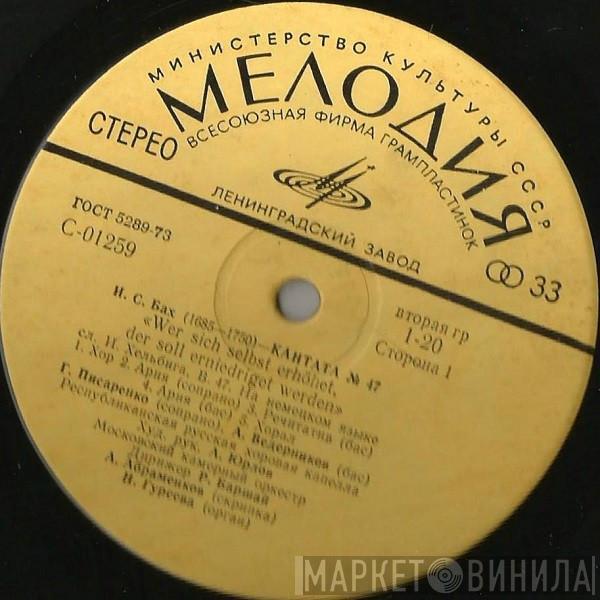 МИНИСТЕРСТВО КУЛЬТУРЫ СССР
МЕЛОДИЯ
ВСЕСОЮЗНАЯ ФИРМА ГРАМПЛАСТИНОК
СТЕРЕО
ЛЕНИНГРАДСКИЙ ЗАВОД
ГОСТ 5289-73
С-01259
33
вторая гр
1-20
Сторона 1
И. С. Бах (1685—1750)—КАНТАТА № 47
«Wer sich selbst erhöhet,
der soll erniedriget werden»
сл. И. Хельбига, В. 47. На немецком языке
1. Хор 2. Ария (сопрано) 3. Речитатив (бас)
4. Ария (бас) 5. Хорал
Г. Писаренко (сопрано), А. Ведерников (бас)
Республиканская русская хоровая капелла
Худ. рук. А. Юрлов
Московский камерный оркестр
Дирижор Р. Баршай
А. Абраменков (скрипка)
Н. Гуреева (орган)
МАРКЕТ ВИНИЛА